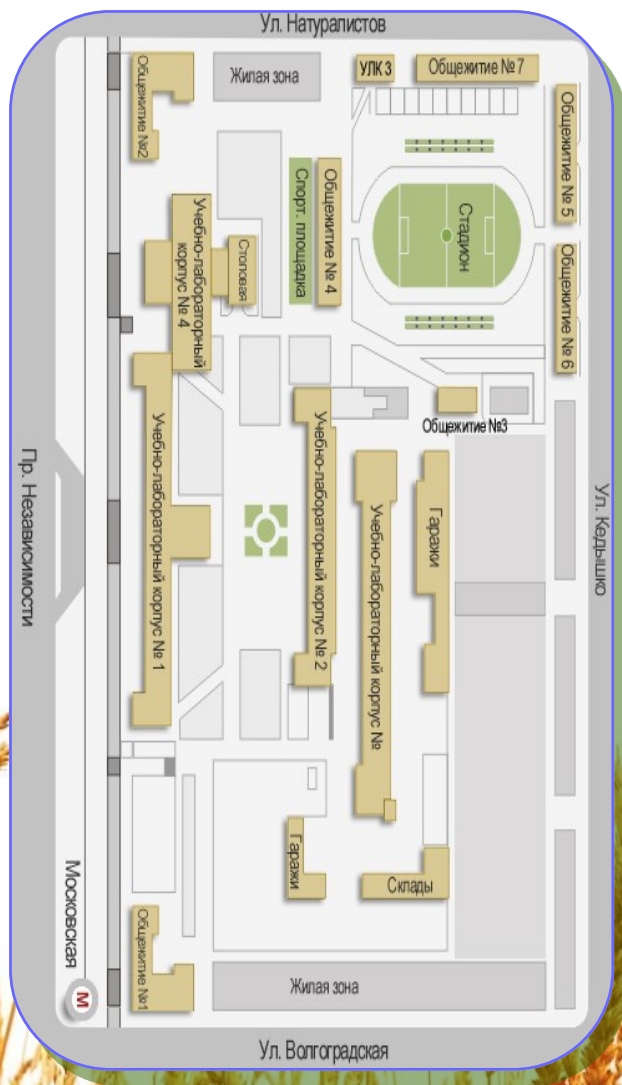 Ул. Натуралистов
Общежитие №2
Жилая зона
УЛК 3
Общежитие № 7
Общежитие № 5
Учебно-лабораторный
корпус № 4
Столовая
Спорт. площадка
Общежитие № 4
Стадион
Общежитие № 6
Общежитие №3
Пр. Независимости
Учебно-лабораторный корпус № 1
Учебно-лабораторный корпус № 2
Учебно-лабораторный корпус №
Гаражи
Ул. Кедышко
Гаражи
Склады
Московская
М
Общежитие №1
Жилая зона
Ул. Волгоградская